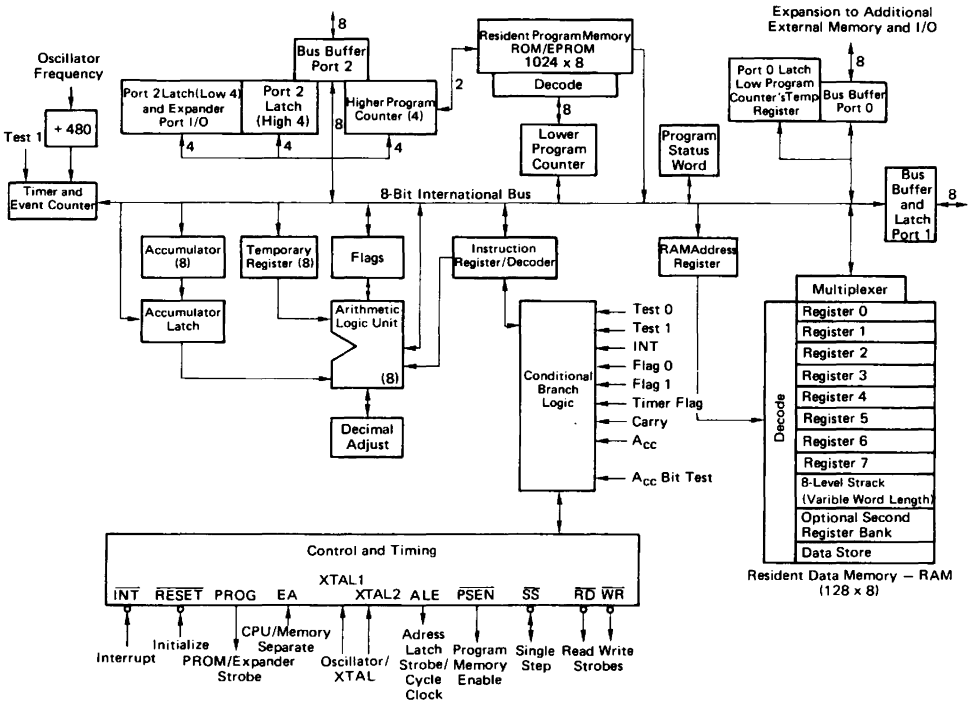 Expansion to Additional
External Memory and I/O
8
Bus Buffer
Port 2
Resident Program Memory
ROM/EPROM
1024 x 8
Decode
2
8
Oscillator
Frequency
Port 2 Latch(Low 4)
and Expander
Port I/O
Port 2
Latch
(High 4)
Higher Program
Counter (4)
8
Port 0 Latch
Low Program
Counter'sTemp
Register
8
Bus Buffer
Port 0
Test 1
+ 480
4
4
4
8
Lower
Program
Counter
Program
Status
Word
Timer and
Event Counter
8-Bit International Bus
Bus
Buffer
and
Latch
Port 1
8
Accumulator
(8)
Temporary
Register (8)
Flags
Instruction
Register/Decoder
RAMAddress
Register
Accumulator
Latch
Arithmetic
Logic Unit
(8)
Decimal
Adjust
Conditional
Branch
Logic
Test 0
Test 1
INT
Flag 0
Flag 1
Timer Flag
Carry
ACC
ACC Bit Test
Multiplexer
Decode
Register 0
Register 1
Register 2
Register 3
Register 4
Register 5
Register 6
Register 7
8-Level Strack
(Varible Word Length)
Optional Second
Register Bank
Data Store
Resident Data Memory – RAM
(128 x 8)
Control and Timing
XTAL1
INT RESET PROG EA XTAL2 ALE PSEN SS RD WR
Interrupt
Initialize
PROM/Expander
Strobe
CPU/Memory
Separate
Oscillator/
XTAL
Adress
Latch
Strobe/
Cycle
Clock
Program
Memory
Enable
Single
Step
Read Write
Strobes